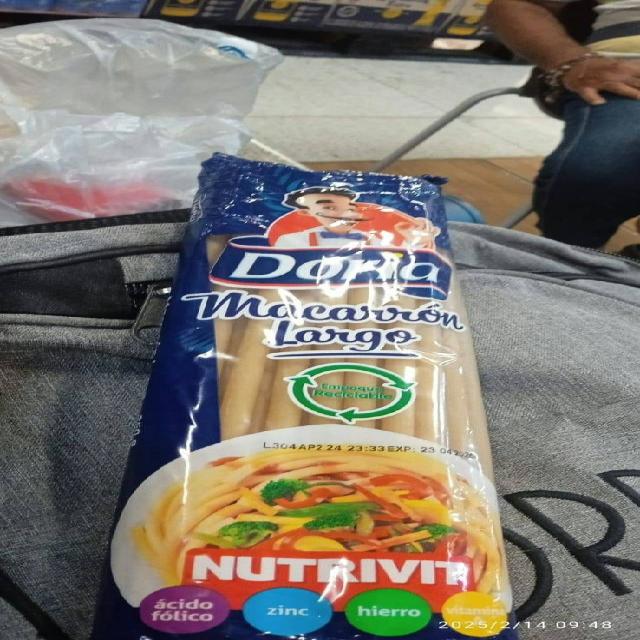 Doria
Macarrón
Largo
Empaque
Reciclable
L304AP2 24 23:33 EXP: 23 04
NUTRIVIT
ácido
fólico
zinc
hierro
vitamina
2025/2/14 09:48